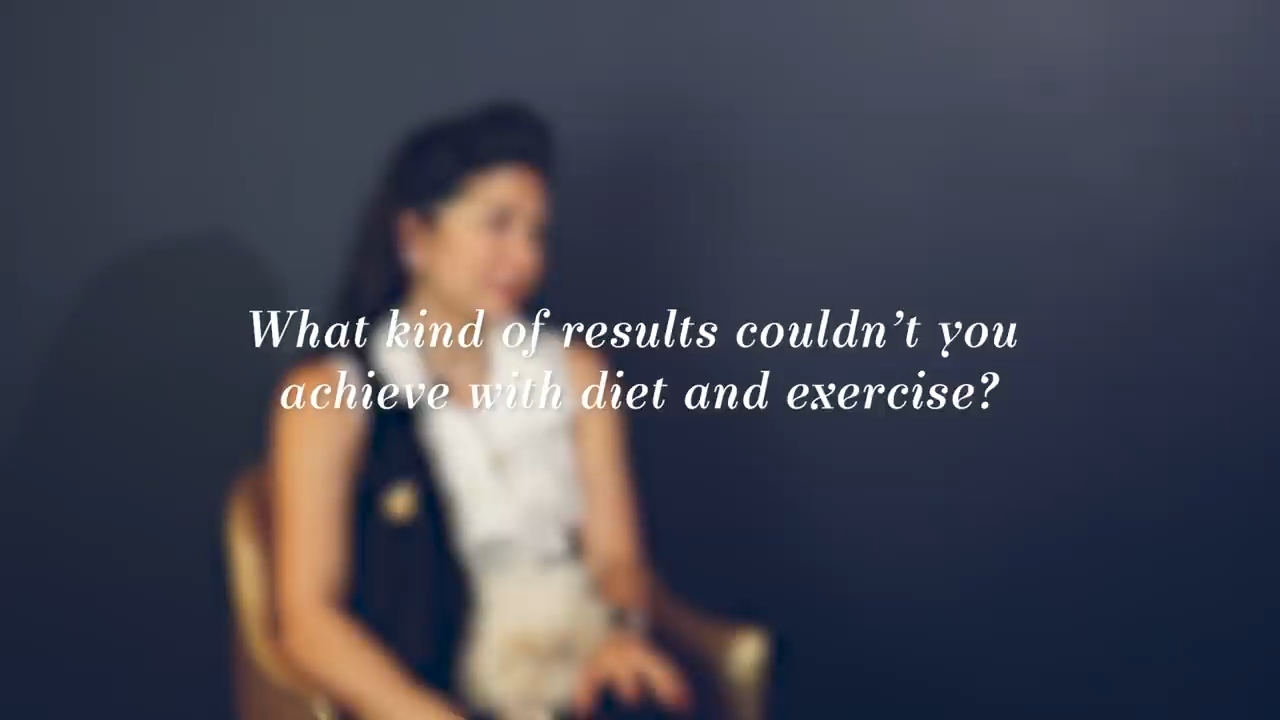 What kind of results couldn’t you
achieve with diet and exercise?